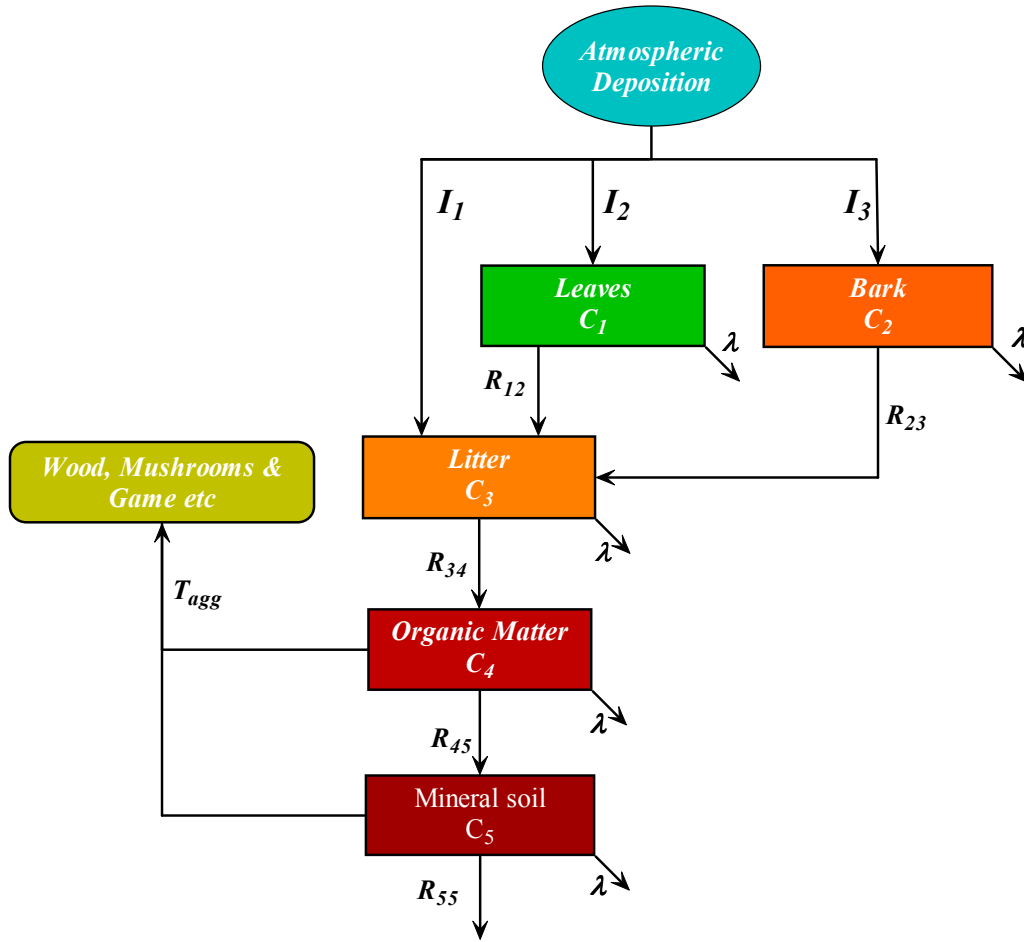 Atmospheric
Deposition
I1
I2
I3
Leaves
C1
λ
Bark
C2
λ
R12
R23
Wood, Mushrooms &
Game etc
Litter
C3
λ
R34
Tagg
Organic Matter
C4
λ
R45
Mineral soil
C5
λ
R55